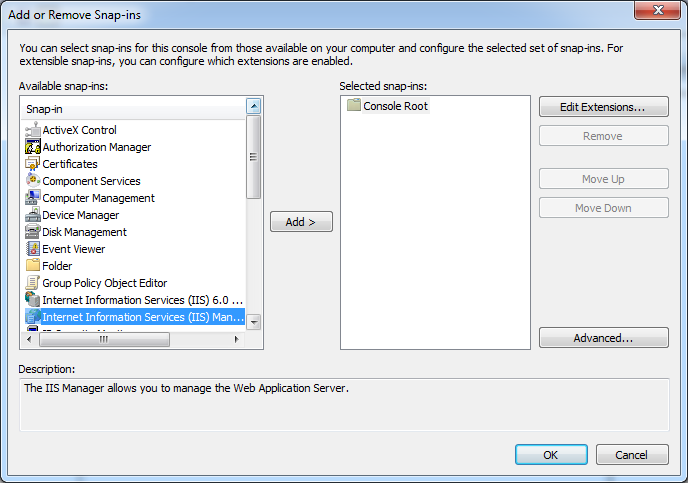 Add or Remove Snap-ins
You can select snap-ins for this console from those available on your computer and configure the selected set of snap-ins. For
extensible snap-ins, you can configure which extensions are enabled.
Available snap-ins:
Snap-in
ActiveX Control
Authorization Manager
Certificates
Component Services
Computer Management
Device Manager
Disk Management
Event Viewer
Folder
Group Policy Object Editor
Internet Information Services (IIS) 6.0 ...
Internet Information Services (IIS) Man...
Add >
Selected snap-ins:
Console Root
Edit Extensions...
Remove
Move Up
Move Down
Advanced...
Description:
The IIS Manager allows you to manage the Web Application Server.
OK
Cancel